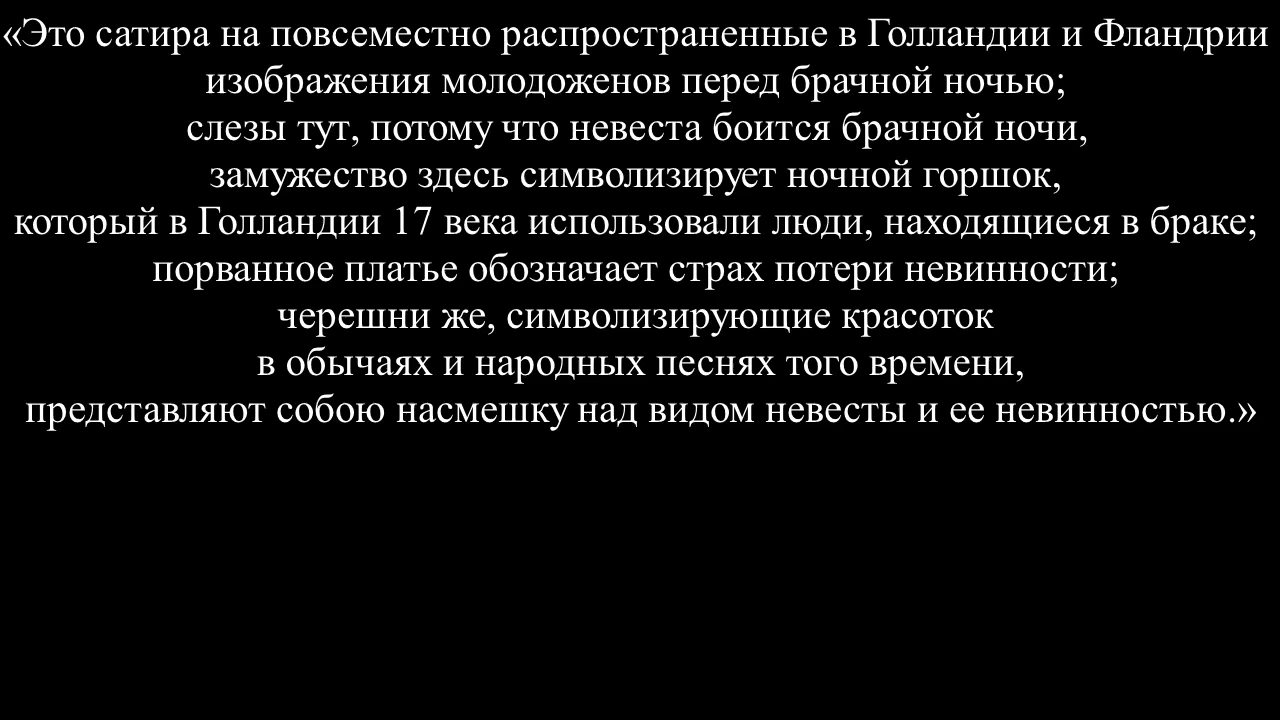 «Это сатира на повсеместно распространенные в Голландии и Фландрии
изображения молодоженов перед брачной ночью;
слезы тут, потому что невеста боится брачной ночи,
замужество здесь символизирует ночной горшок,
который в Голландии 17 века использовали люди, находящиеся в браке;
порванное платье обозначает страх потери невинности;
черешни же, символизирующие красоток
в обычаях и народных песнях того времени,
представляют собою насмешку над видом невесты и ее невинностью.»